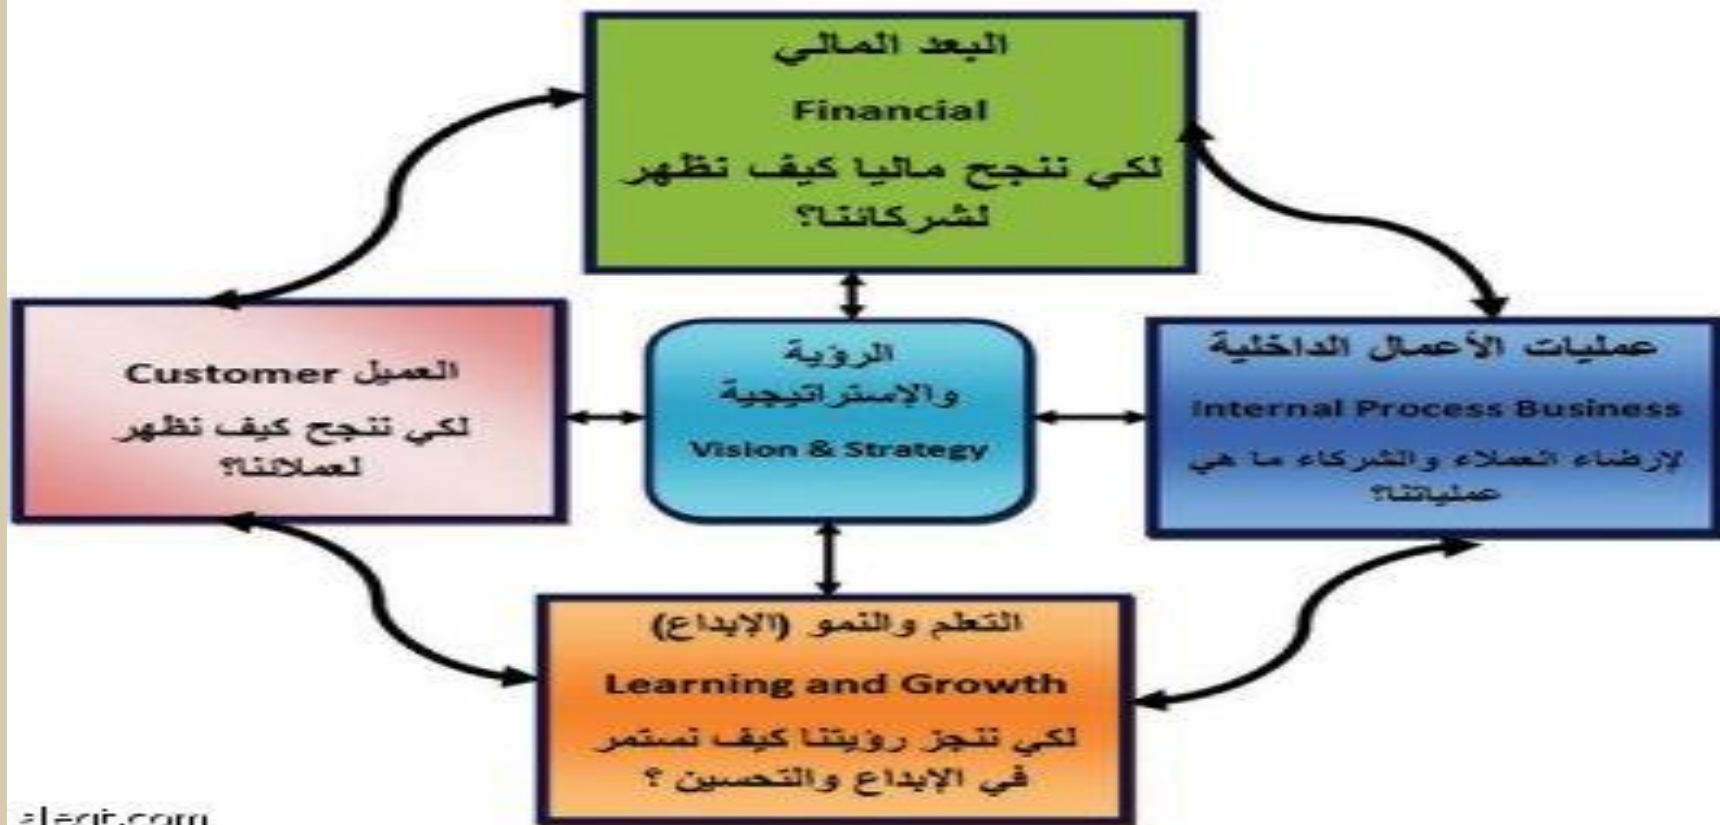 البعد المالي
Financial
لكي ننجح ماليا كيف نظهر
لشركائنا؟
العميل Customer
لكي ننجح كيف نظهر
لعملائنا؟
الرؤية
والإستراتيجية
Vision & Strategy
عمليات الأعمال الداخلية
Internal Process Business
لإرضاء العملاء والشركاء ما هي
عملياتنا؟
التعلم والنمو (الإبداع)
Learning and Growth
لكي ننجز رؤيتنا كيف نستمر
في الإبداع والتحسين ؟